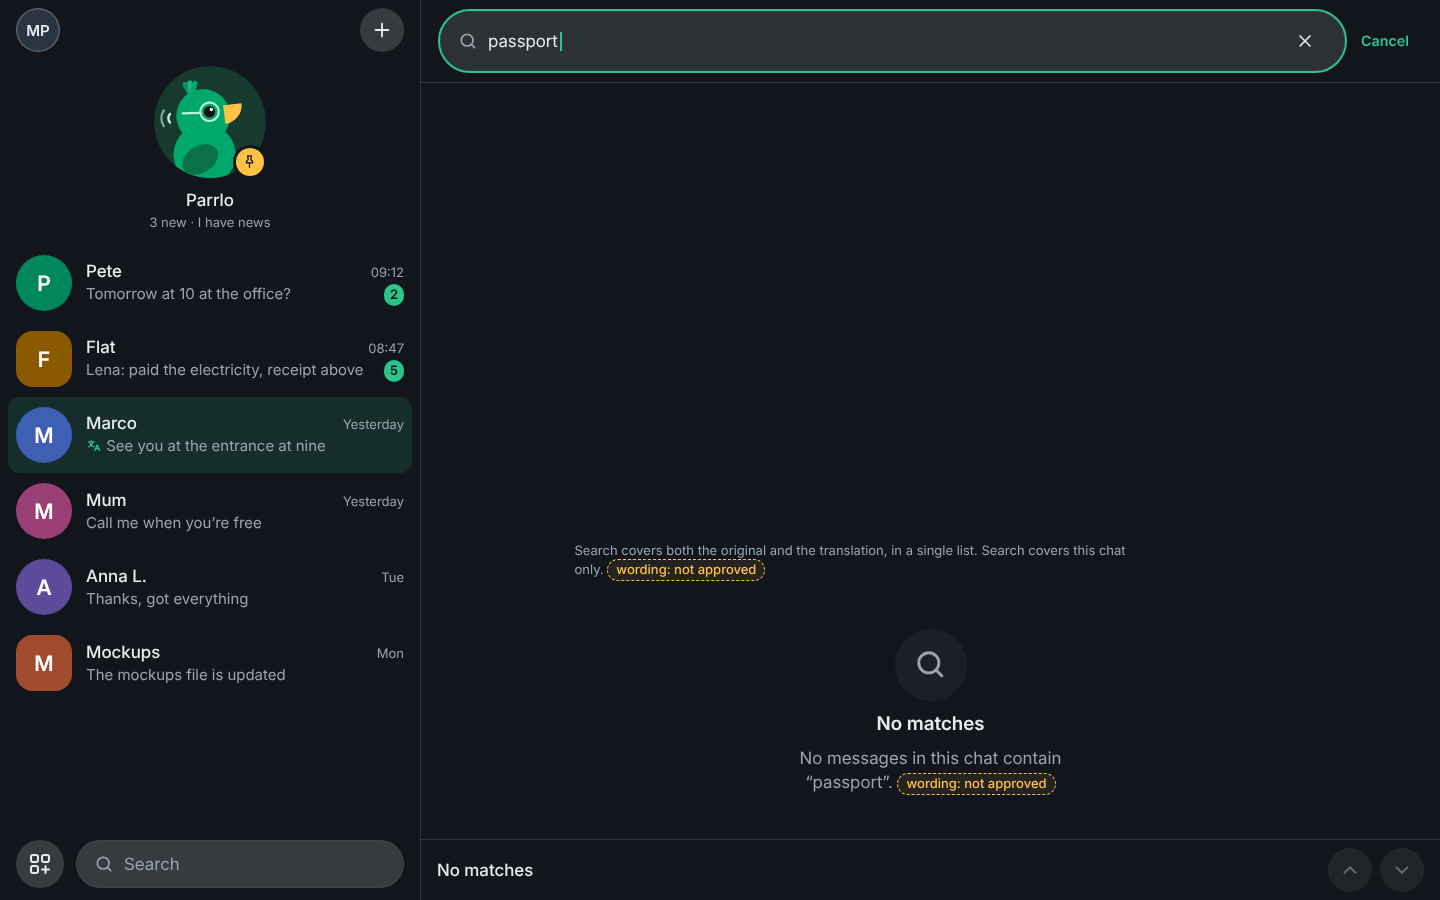 MP
Parrlo
3 new · I have news
P
Pete
09:12
Tomorrow at 10 at the office?
2
F
Flat
08:47
Lena: paid the electricity, receipt above
5
M
Marco
Yesterday
See you at the entrance at nine
M
Mum
Yesterday
Call me when you’re free
A
Anna L.
Tue
Thanks, got everything
M
Mockups
Mon
The mockups file is updated
Search
passport
Cancel
Search covers both the original and the translation, in a single list. Search covers this chat
only. wording: not approved
No matches
No messages in this chat contain
“passport”. wording: not approved
No matches